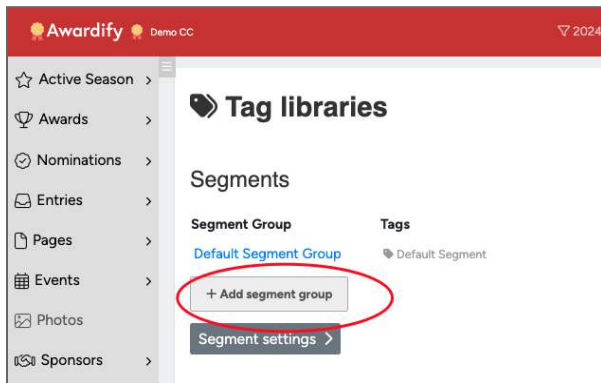 Awardify Demo CC 2024
Active Season
Awards
Nominations
Entries
Pages
Events
Photos
Sponsors
Tag libraries
Segments
Segment Group Tags
Default Segment Group Default Segment
+ Add segment group
Segment settings